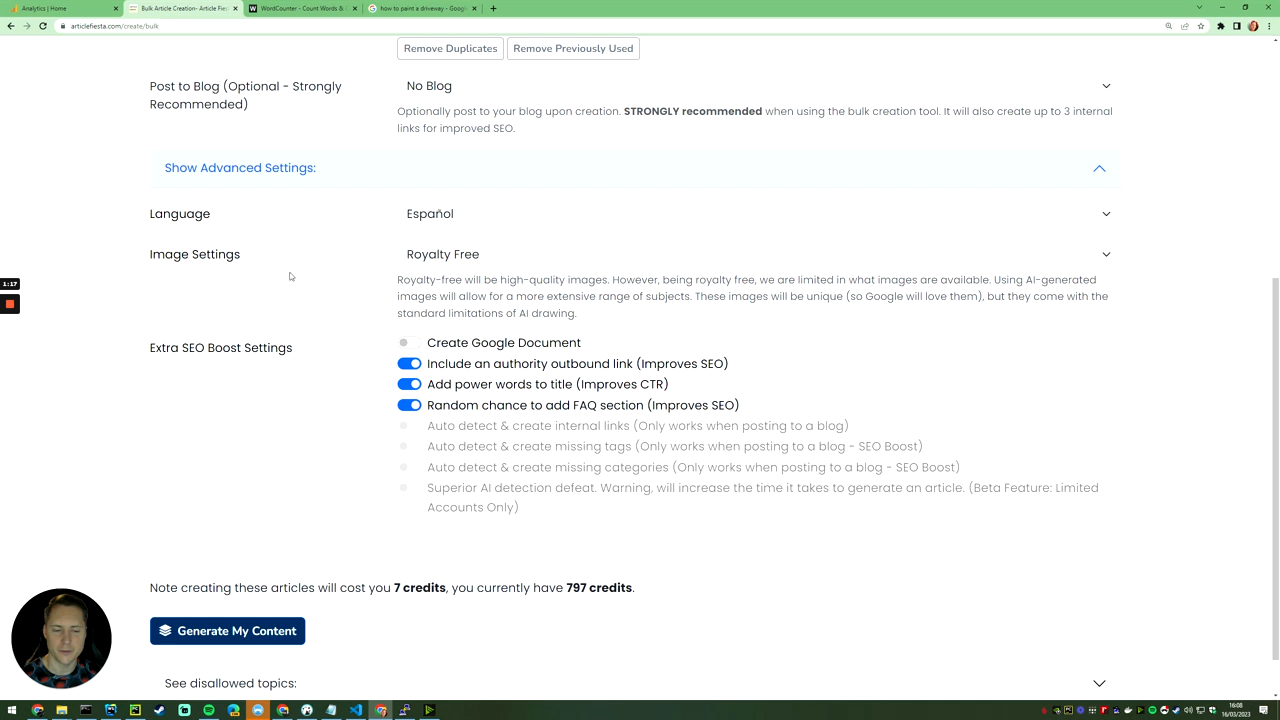 Analytics | Home
Bulk Article Creation- Article Fies
WordCounter - Count Words &
how to paint a driveway - Googl
articlefiesta.com/create/bulk
Remove Duplicates
Remove Previously Used
Post to Blog (Optional - Strongly
Recommended)
No Blog
Optionally post to your blog upon creation. STRONGLY recommended when using the bulk creation tool. It will also create up to 3 internal
links for improved SEO.
Show Advanced Settings:
Language
Español
Image Settings
Royalty Free
Royalty-free will be high-quality images. However, being royalty free, we are limited in what images are available. Using AI-generated
images will allow for a more extensive range of subjects. These images will be unique (so Google will love them), but they come with the
standard limitations of AI drawing.
1:17
Extra SEO Boost Settings
Create Google Document
Include an authority outbound link (Improves SEO)
Add power words to title (Improves CTR)
Random chance to add FAQ section (Improves SEO)
Auto detect & create internal links (Only works when posting to a blog)
Auto detect & create missing tags (Only works when posting to a blog - SEO Boost)
Auto detect & create missing categories (Only works when posting to a blog - SEO Boost)
Superior AI detection defeat. Warning, will increase the time it takes to generate an article. (Beta Feature: Limited
Accounts Only)
Note creating these articles will cost you 7 credits, you currently have 797 credits.
Generate My Content
See disallowed topics:
16:08
16/03/2023